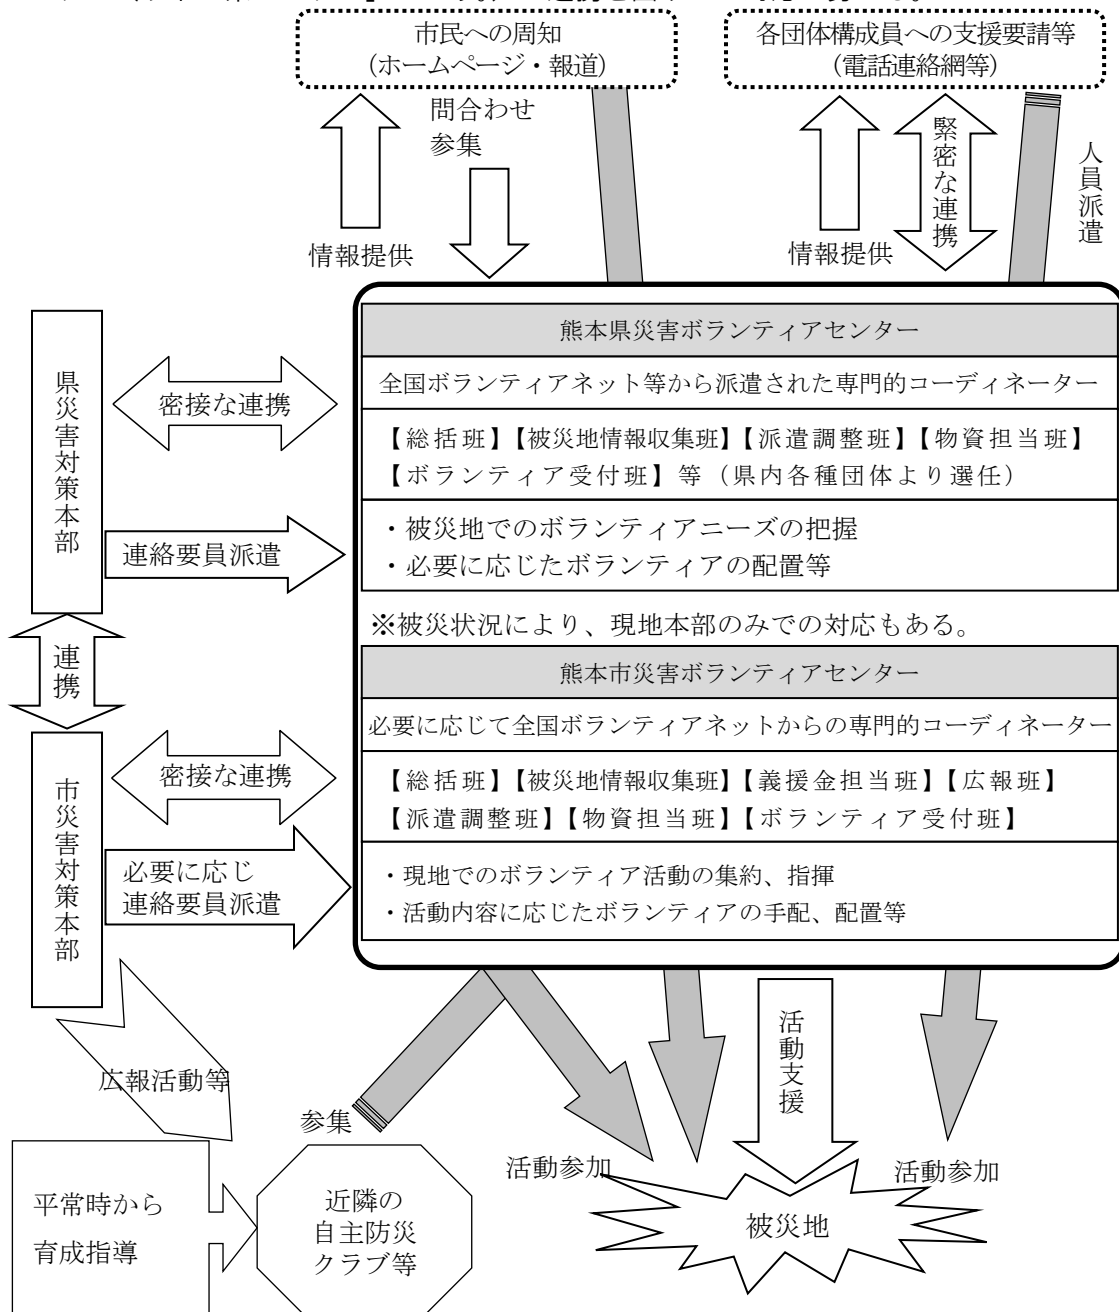 市民への周知
(ホームページ・報道)
各団体構成員への支援要請等
(電話連絡網等)
問合わせ
参集
情報提供
情報提供
緊密な連携
人員派遣
県災害対策本部
密接な連携
連絡要員派遣
熊本県災害ボランティアセンター
全国ボランティアネット等から派遣された専門的コーディネーター
【総括班】【被災地情報収集班】【派遣調整班】【物資担当班】
【ボランティア受付班】等（県内各種団体より選任）
・被災地でのボランティアニーズの把握
・必要に応じたボランティアの配置等
※被災状況により、現地本部のみでの対応もある。
連携
市災害対策本部
密接な連携
必要に応じ
連絡要員派遣
熊本市災害ボランティアセンター
必要に応じて全国ボランティアネットからの専門的コーディネーター
【総括班】【被災地情報収集班】【義援金担当班】【広報班】
【派遣調整班】【物資担当班】【ボランティア受付班】
・現地でのボランティア活動の集約、指揮
・活動内容に応じたボランティアの手配、配置等
広報活動等
参集
活動支援
活動参加
活動参加
平常時から
育成指導
近隣の
自主防災
クラブ等
被災地